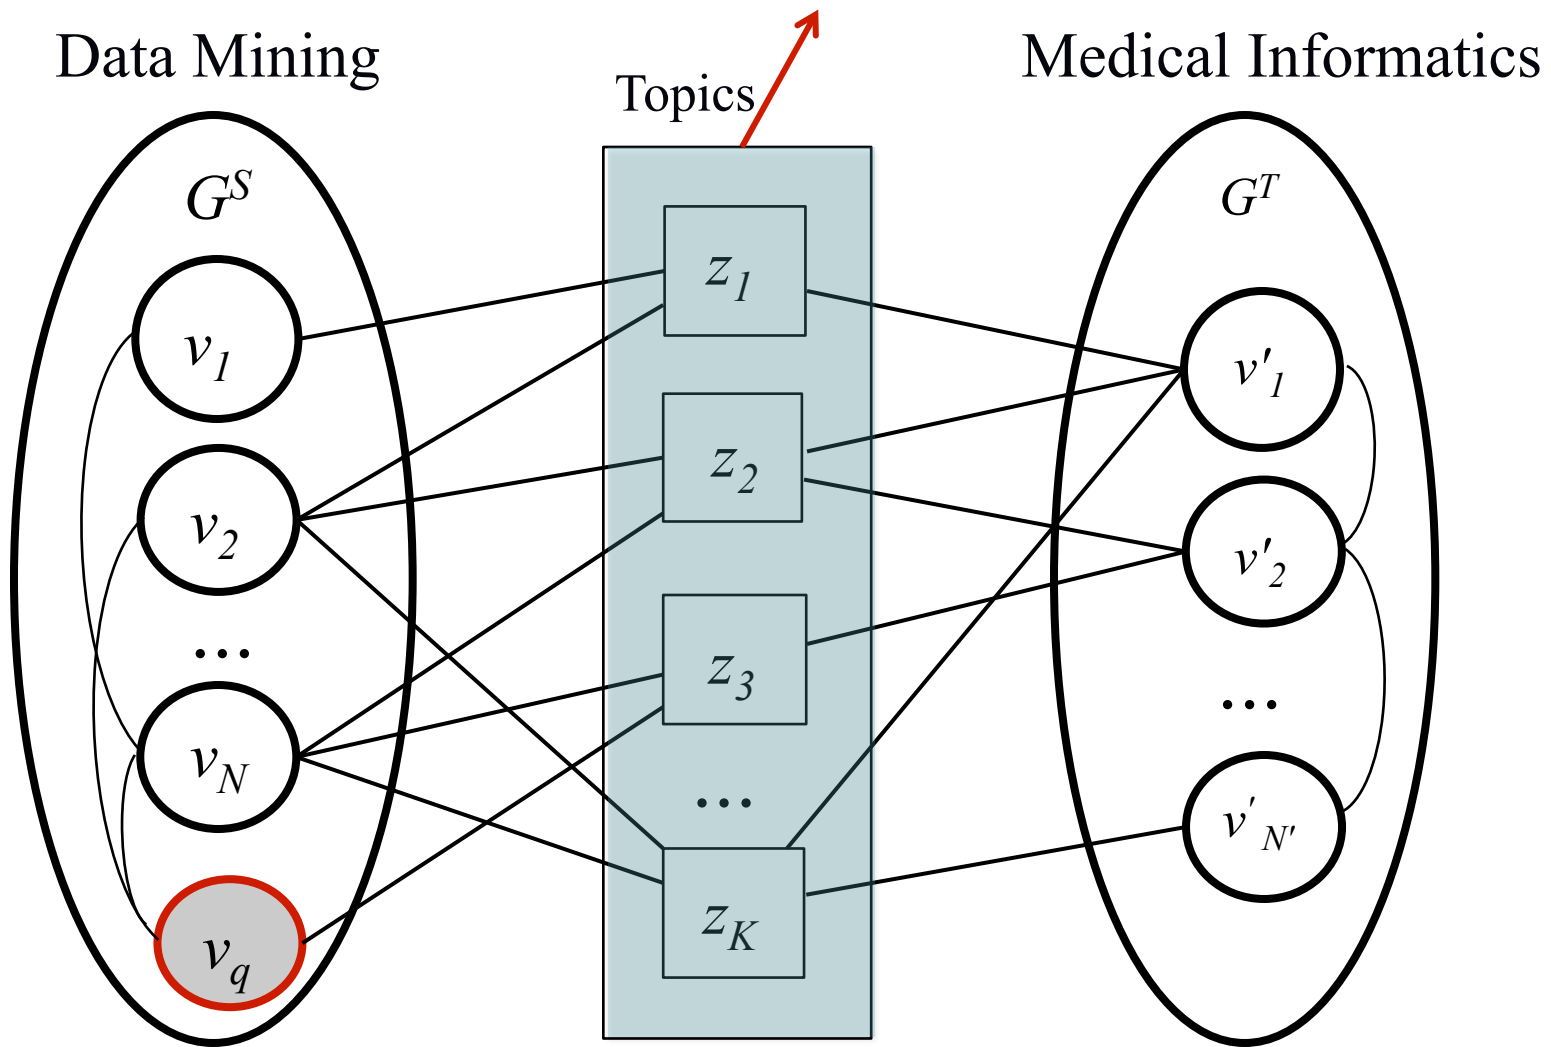 Data Mining
Topics
Medical Informatics
G^S
v_1
v_2
...
v_N
v_q
z_1
z_2
z_3
...
z_K
G^T
v'_1
v'_2
...
v'_N'